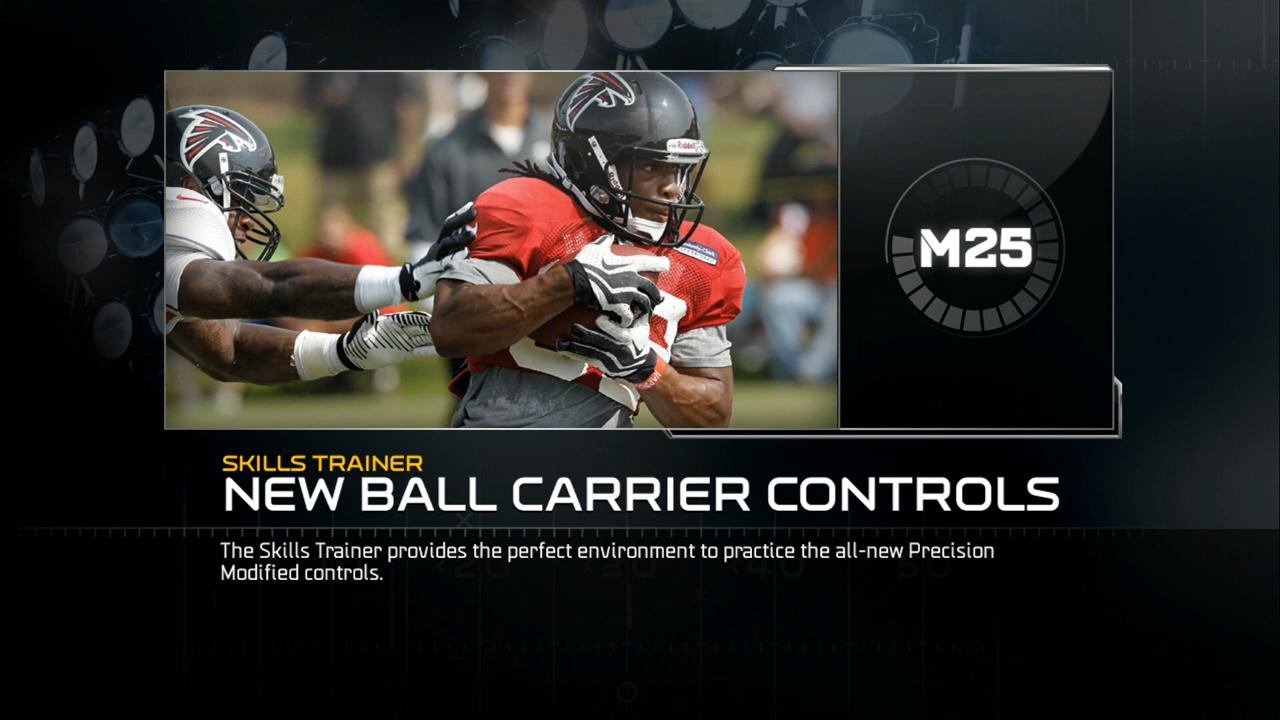 Riddell
M25
SKILLS TRAINER
NEW BALL CARRIER CONTROLS
The Skills Trainer provides the perfect environment to practice the all-new Precision
Modified controls.